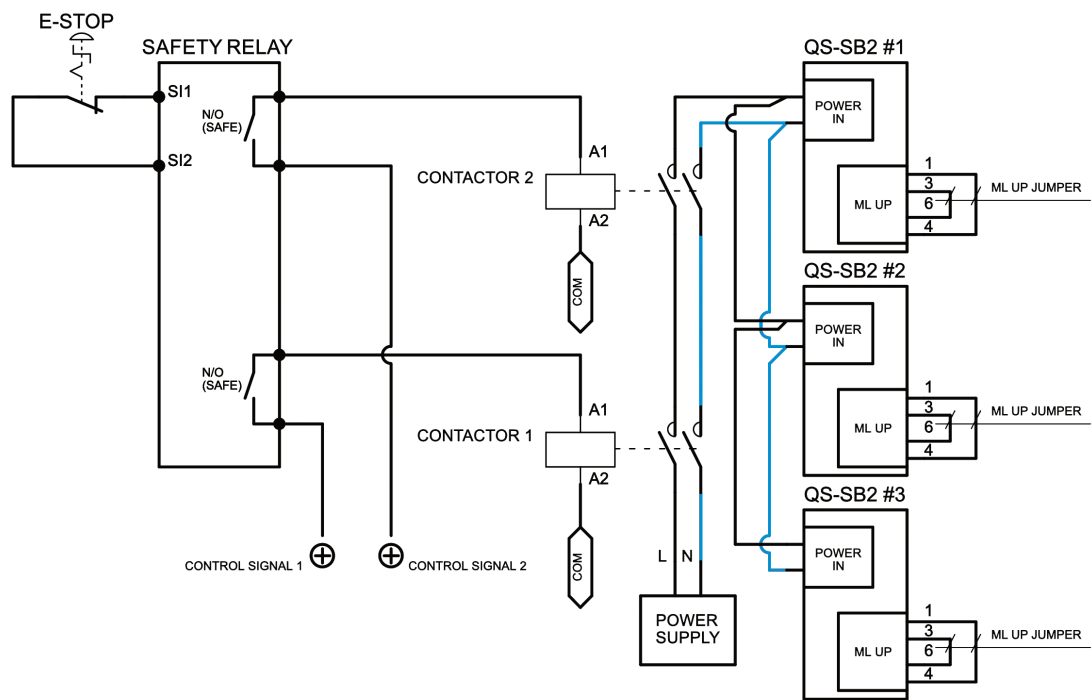 E-STOP
SAFETY RELAY
SI1
SI2
N/O
(SAFE)
N/O
(SAFE)
CONTROL SIGNAL 1
CONTROL SIGNAL 2
CONTACTOR 2
A1
A2
COM
CONTACTOR 1
A1
A2
COM
L N
POWER
SUPPLY
QS-SB2 #1
POWER
IN
ML UP
1
3
6
4
ML UP JUMPER
QS-SB2 #2
POWER
IN
ML UP
1
3
6
4
ML UP JUMPER
QS-SB2 #3
POWER
IN
ML UP
1
3
6
4
ML UP JUMPER